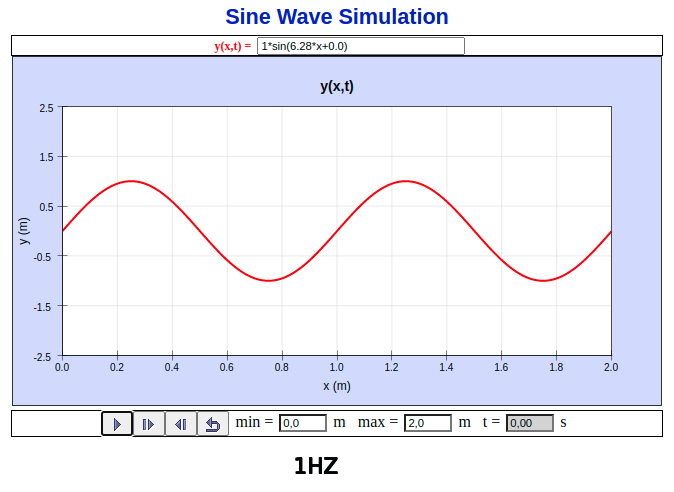 Sine Wave Simulation
y(x,t) = 1*sin(6.28*x+0.0)
y(x,t)
2.5
1.5
0.5
-0.5
-1.5
-2.5
y (m)
0.0 0.2 0.4 0.6 0.8 1.0 1.2 1.4 1.6 1.8 2.0
x (m)
min = 0,0 m max = 2,0 m t = 0,00 s
1HZ